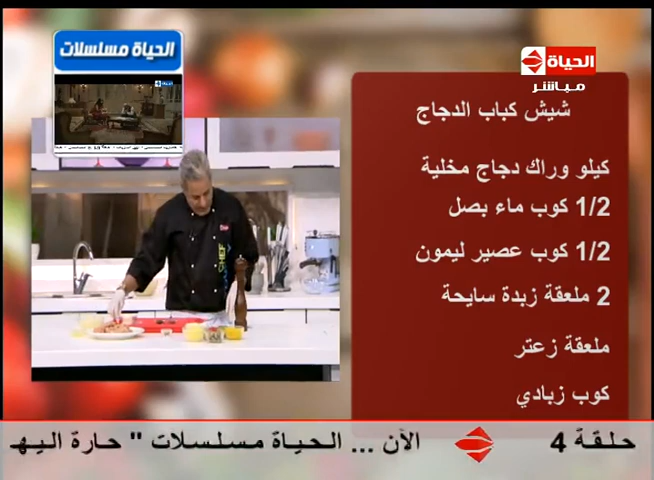 الحياة مسلسلات
الحياة
مباشر
شيش كباب الدجاج
كيلو وراك دجاج مخلية
1/2 كوب ماء بصل
1/2 كوب عصير ليمون
2 ملعقة زبدة سايحة
ملعقة زعتر
كوب زبادي
CHEF
حلقة 4
الآن ... الحياة مسلسلات " حارة اليه